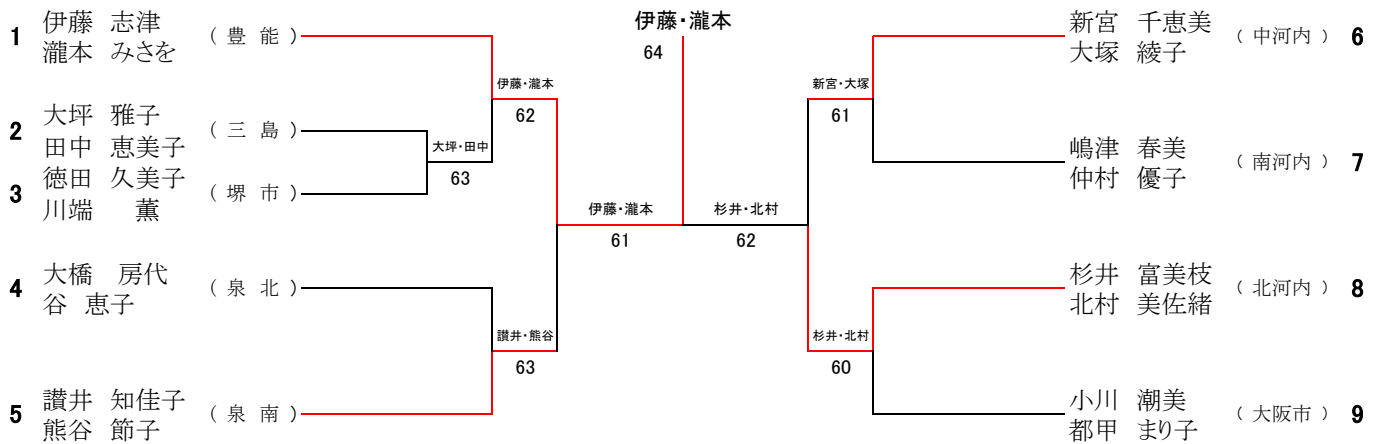 伊藤・瀧本
64
1 伊藤 志津
瀧本 みさを
( 豊 能 )
2 大坪 雅子
田中 恵美子
( 三 島 )
3 徳田 久美子
川端 薫
( 堺 市 )
4 大橋 房代
谷 恵子
( 泉 北 )
5 讃井 知佳子
熊谷 節子
( 泉 南 )
大坪・田中
63
伊藤・瀧本
62
讃井・熊谷
63
伊藤・瀧本
61
杉井・北村
62
新宮・大塚
61
杉井・北村
60
新宮 千恵美
大塚 綾子
( 中河内 ) 6
嶋津 春美
仲村 優子
( 南河内 ) 7
杉井 富美枝
北村 美佐緒
( 北河内 ) 8
小川 潮美
都甲 まり子
( 大阪市 ) 9